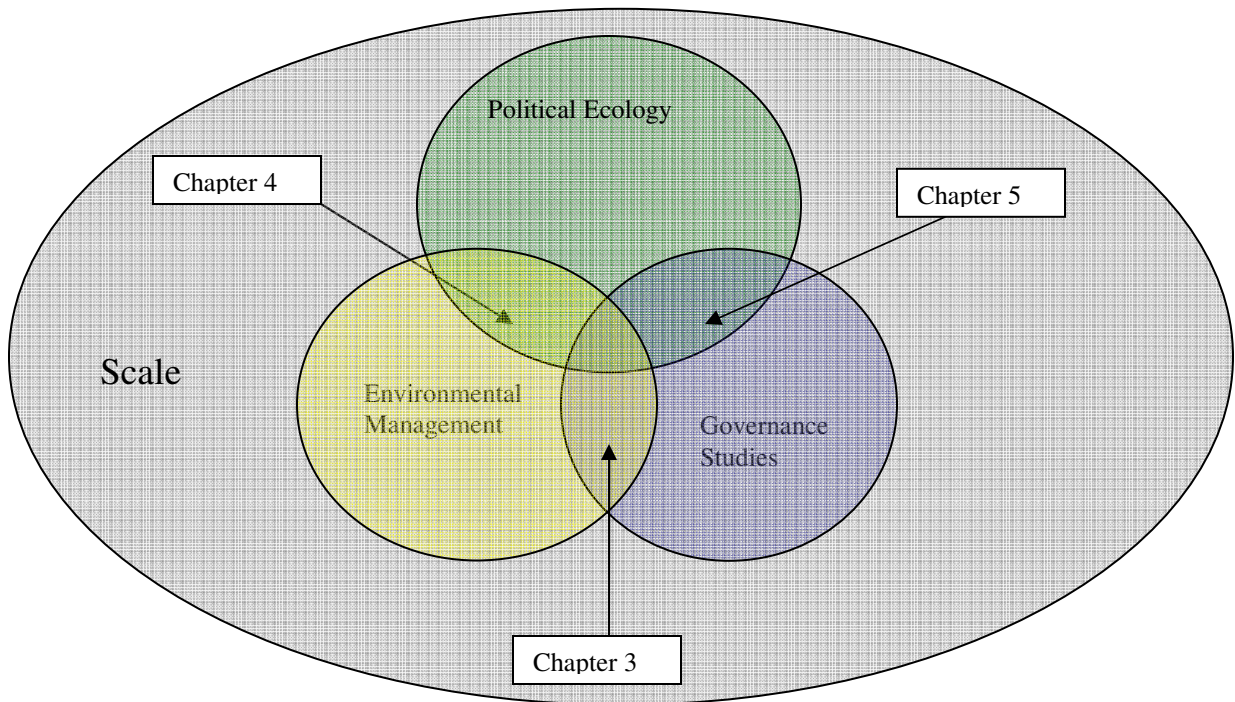 Political Ecology
Chapter 4
Chapter 5
Scale
Environmental
Management
Governance
Studies
Chapter 3